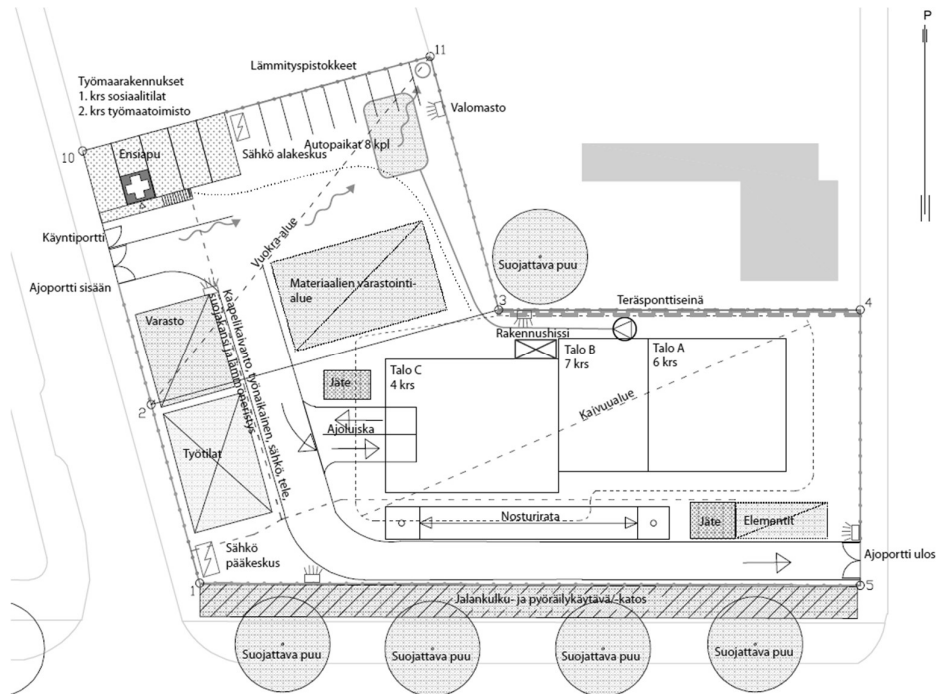 P
11
Lämmityspistokkeet
Työmaarakennukset
1. krs sosiaalitilat
2. krs työmaatoimisto
Valomasto
10
Ensiapu
Sähkö alakeskus
Autopaikat 8 kpl
Käyntiportti
Vuokra-alue
Suojattava puu
Ajoportti sisään
Materiaalien varastointi-
alue
3
Teräsponttiseinä
4
Varasto
Kaapelikaivanto, työnaikainen, sähkö, tele,
suojakansi ja lämmöneristys
Rakennushissi
Talo C
4 krs
Talo B
7 krs
Talo A
6 krs
Jäte
Kaivuualue
2
Ajoluiska
Työtilat
Nosturirata
Jäte
Elementit
Sähkö
pääkeskus
Ajoportti ulos
1
5
Jalankulku- ja pyöräilykäytävä/-katos
Suojattava puu
Suojattava puu
Suojattava puu
Suojattava puu